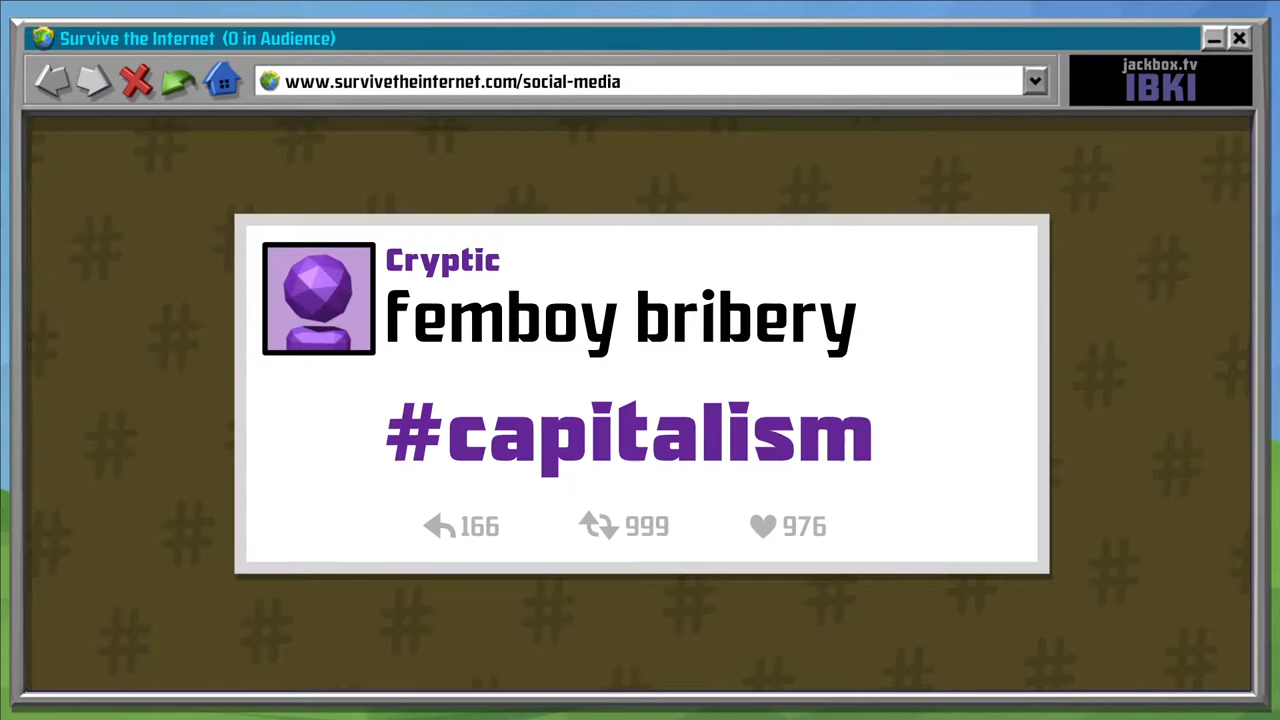 Survive the Internet (0 in Audience)
www.survivetheinternet.com/social-media
jackbox.tv
IBKI
Cryptic
femboy bribery
#capitalism
166 999 976